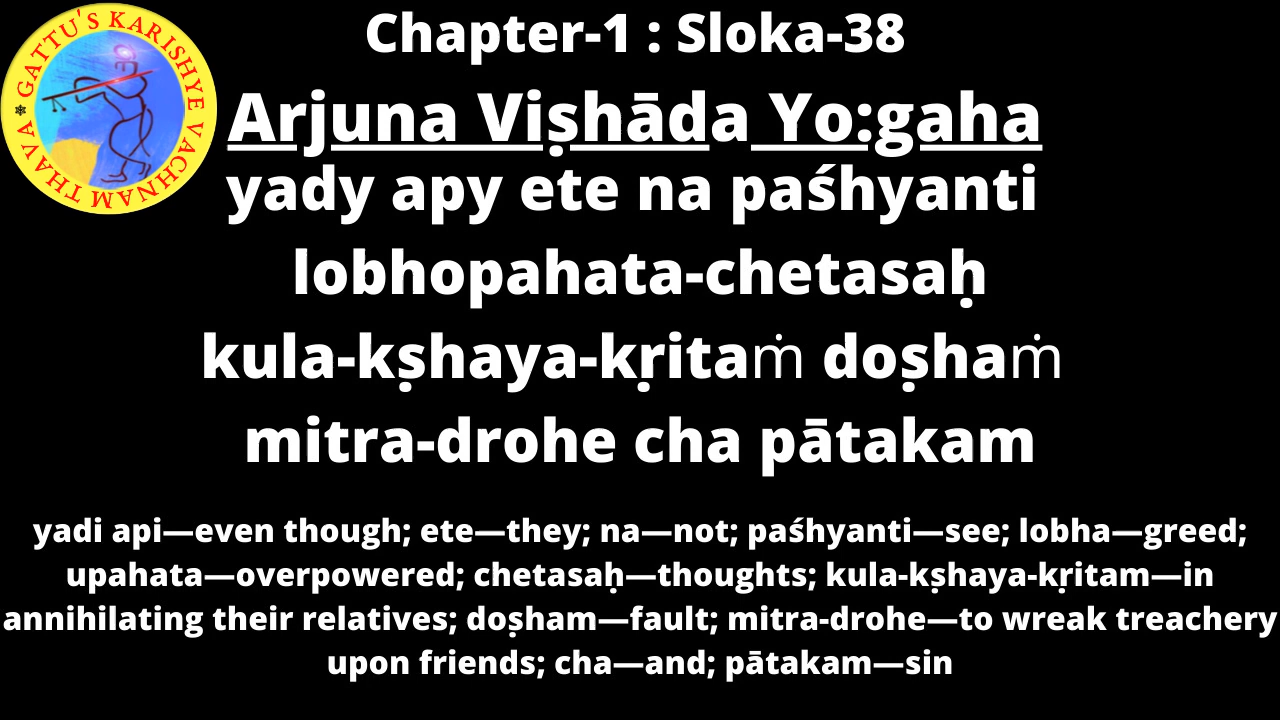 GATTU'S KARISHYE VACHNAM THAVA
Chapter-1 : Sloka-38
Arjuna Viṣhāda Yo:gaha
yady apy ete na paśhyanti
lobhopahata-chetasaḥ
kula-kṣhaya-kṛitaṁ doṣhaṁ
mitra-drohe cha pātakam
yadi api—even though; ete—they; na—not; paśhyanti—see; lobha—greed;
upahata—overpowered; chetasaḥ—thoughts; kula-kṣhaya-kṛitam—in
annihilating their relatives; doṣham—fault; mitra-drohe—to wreak treachery
upon friends; cha—and; pātakam—sin